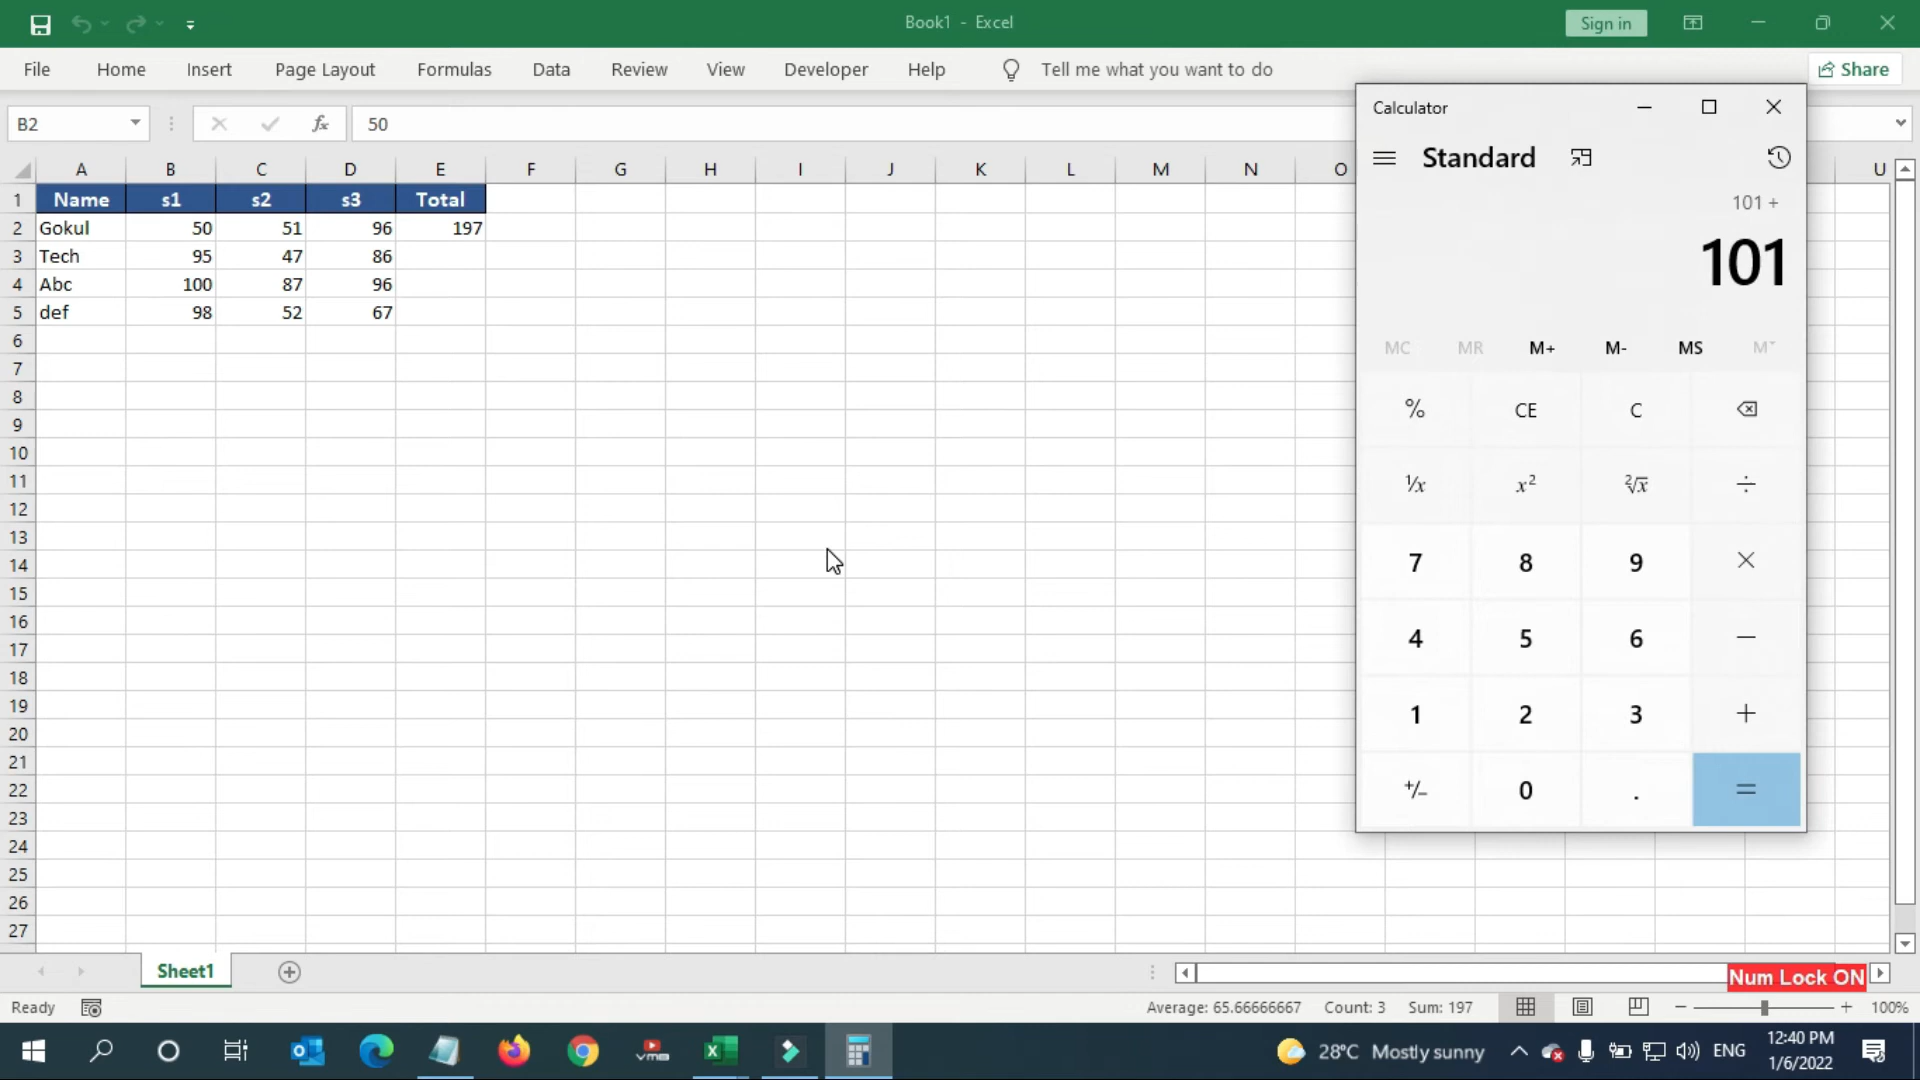 Book1 - Excel
Sign in
File Home Insert Page Layout Formulas Data Review View Developer Help Tell me what you want to do
Share
B2 fx 50
A B C D E F G H I J K L M N O U
1 Name s1 s2 s3 Total
2 Gokul 50 51 96 197
3 Tech 95 47 86
4 Abc 100 87 96
5 def 98 52 67
6
7
8
9
10
11
12
13
14
15
16
17
18
19
20
21
22
23
24
25
26
27
Calculator
Standard
101 +
101
MC MR M+ M- MS M˅
% CE C
⅟x x² ²√x ÷
7 8 9 ×
4 5 6 −
1 2 3 +
+/− 0 . =
Sheet1
Num Lock ON
Ready
Average: 65.66666667 Count: 3 Sum: 197
− + 100%
28°C Mostly sunny
ENG
12:40 PM
1/6/2022